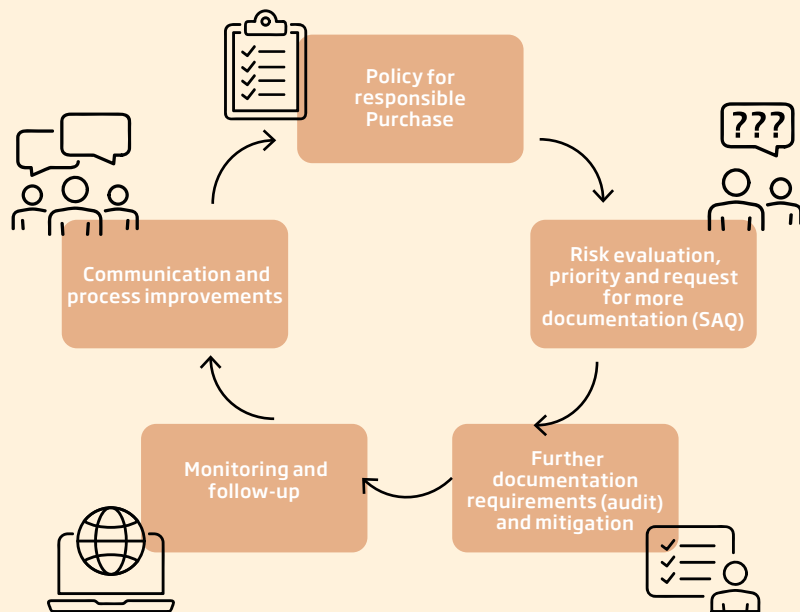 Policy for
responsible
Purchase
???
Risk evaluation,
priority and request
for more
documentation (SAQ)
Further
documentation
requirements (audit)
and mitigation
Monitoring and
follow-up
Communication and
process improvements